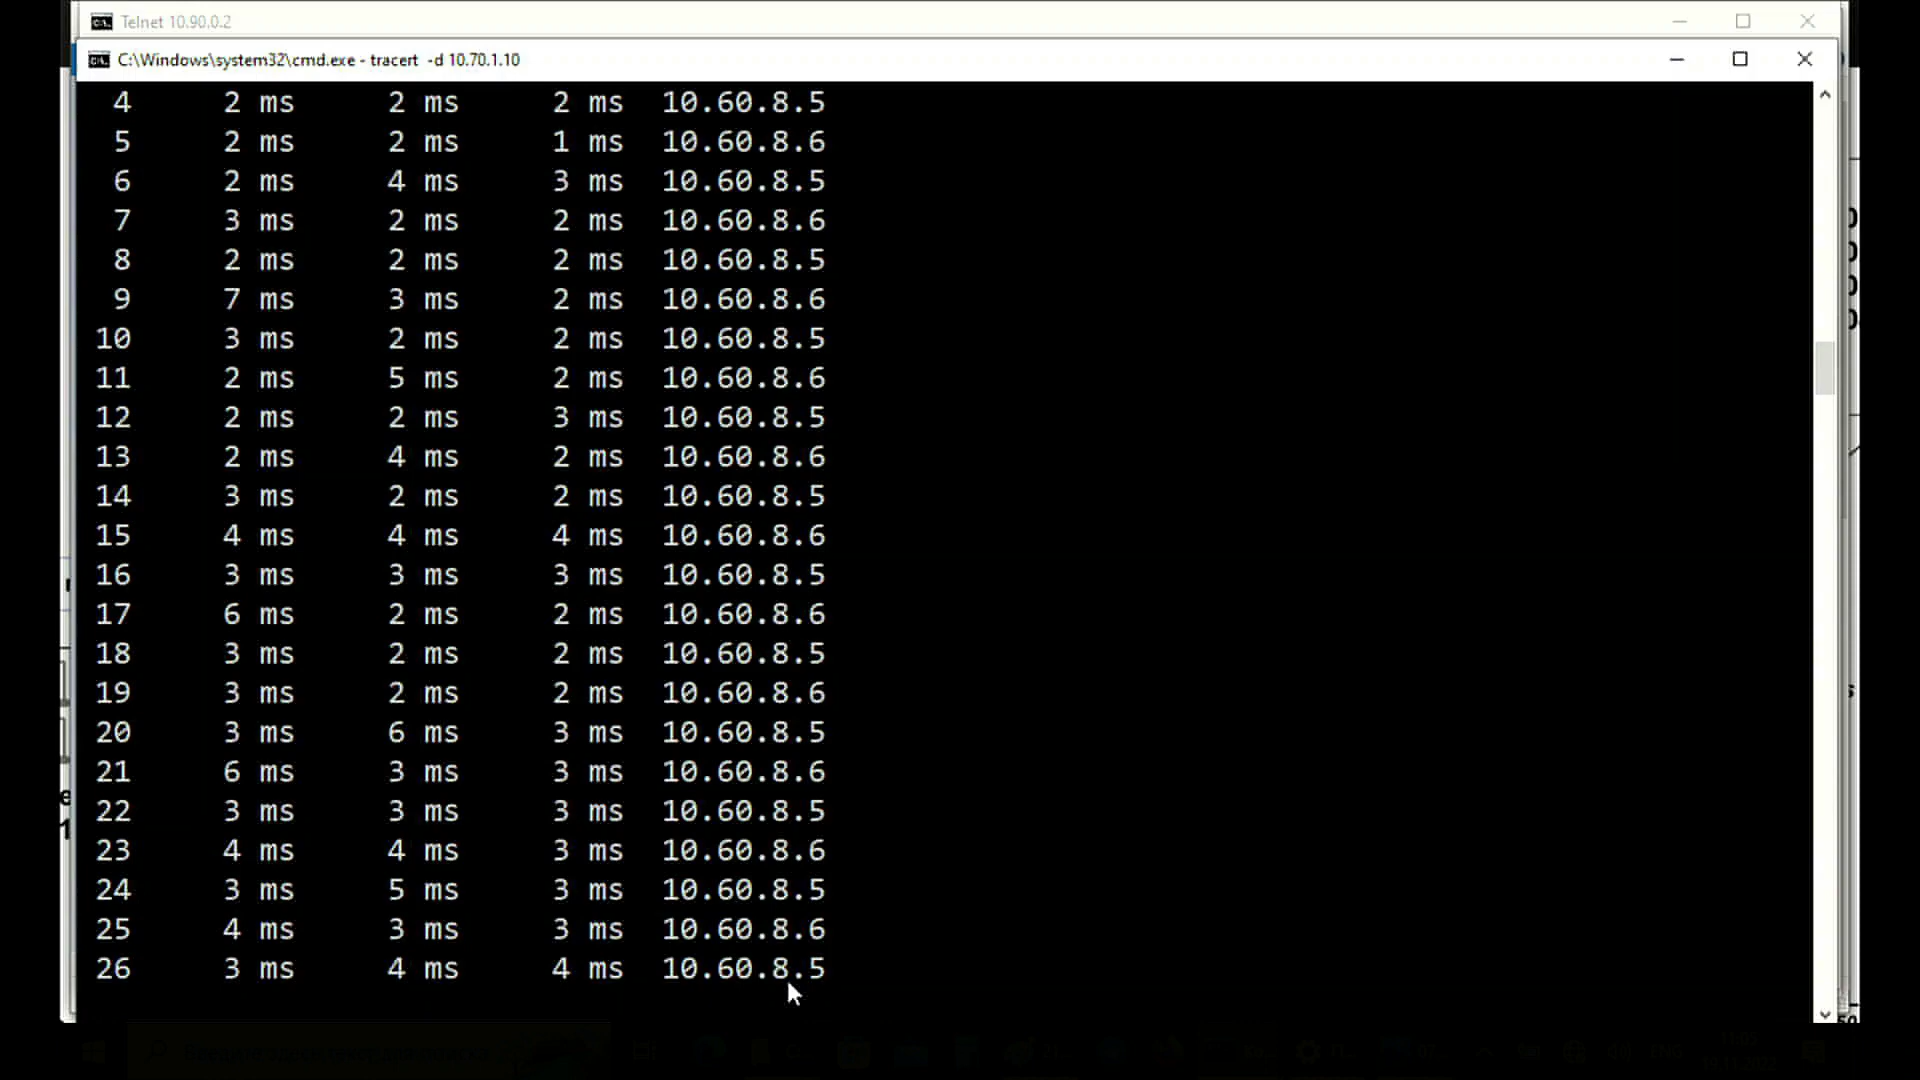 Telnet 10.90.0.2
C:\Windows\system32\cmd.exe - tracert -d 10.70.1.10
4 2 ms 2 ms 2 ms 10.60.8.5
5 2 ms 2 ms 1 ms 10.60.8.6
6 2 ms 4 ms 3 ms 10.60.8.5
7 3 ms 2 ms 2 ms 10.60.8.6
8 2 ms 2 ms 2 ms 10.60.8.5
9 7 ms 3 ms 2 ms 10.60.8.6
10 3 ms 2 ms 2 ms 10.60.8.5
11 2 ms 5 ms 2 ms 10.60.8.6
12 2 ms 2 ms 3 ms 10.60.8.5
13 2 ms 4 ms 2 ms 10.60.8.6
14 3 ms 2 ms 2 ms 10.60.8.5
15 4 ms 4 ms 4 ms 10.60.8.6
16 3 ms 3 ms 3 ms 10.60.8.5
17 6 ms 2 ms 2 ms 10.60.8.6
18 3 ms 2 ms 2 ms 10.60.8.5
19 3 ms 2 ms 2 ms 10.60.8.6
20 3 ms 6 ms 3 ms 10.60.8.5
21 6 ms 3 ms 3 ms 10.60.8.6
22 3 ms 3 ms 3 ms 10.60.8.5
23 4 ms 4 ms 3 ms 10.60.8.6
24 3 ms 5 ms 3 ms 10.60.8.5
25 4 ms 3 ms 3 ms 10.60.8.6
26 3 ms 4 ms 4 ms 10.60.8.5